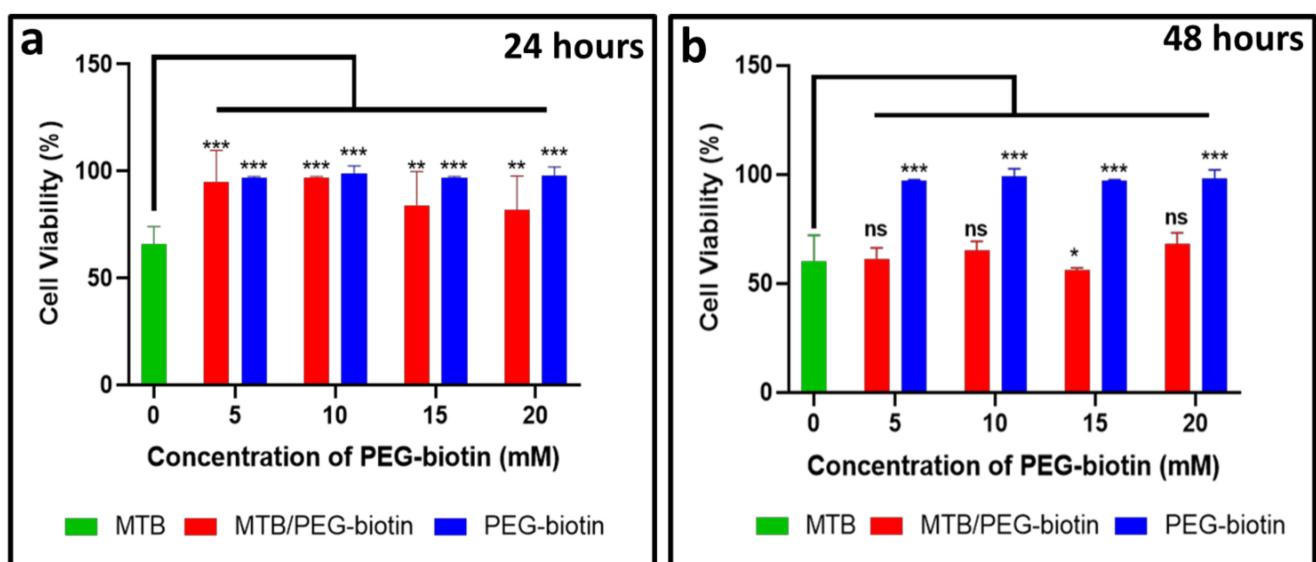 a
24 hours
150
100
50
0
Cell Viability (%)
*** *** *** *** ** *** ** ***
0 5 10 15 20
Concentration of PEG-biotin (mM)
MTB MTB/PEG-biotin PEG-biotin
b
48 hours
150
100
50
0
Cell Viability (%)
ns *** ns *** * *** ns ***
0 5 10 15 20
Concentration of PEG-biotin (mM)
MTB MTB/PEG-biotin PEG-biotin